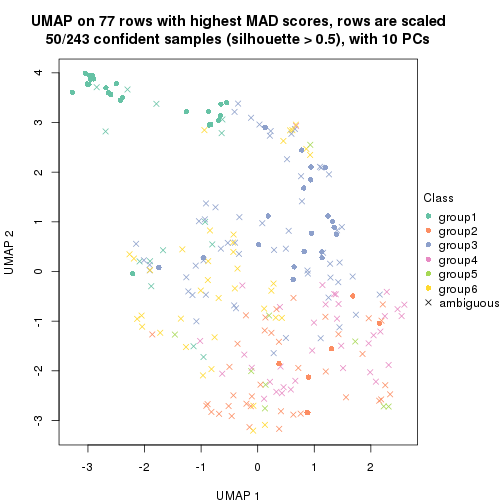 UMAP on 77 rows with highest MAD scores, rows are scaled
50/243 confident samples (silhouette > 0.5), with 10 PCs
4
3
2
1
0
-1
-2
-3
UMAP 2
-3
-2
-1
0
1
2
UMAP 1
Class
group1
group2
group3
group4
group5
group6
ambiguous